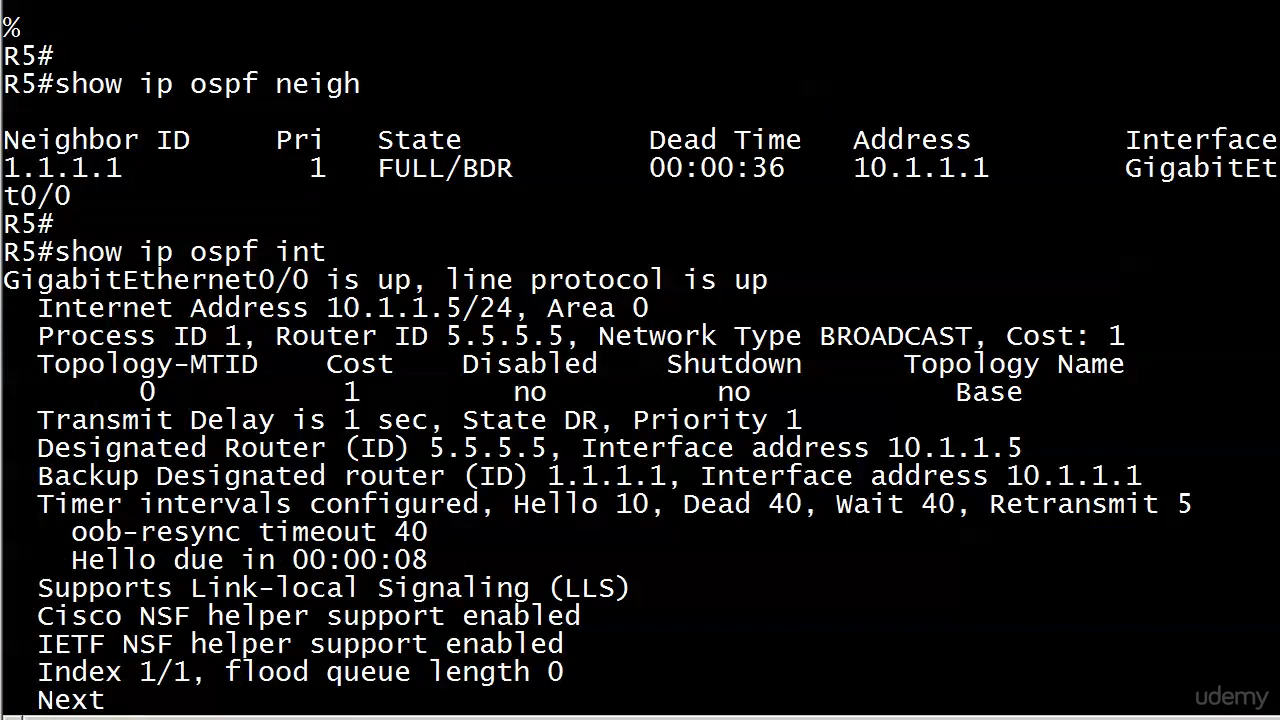 %
R5#
R5#show ip ospf neigh
Neighbor ID     Pri   State           Dead Time   Address         Interface
1.1.1.1           1   FULL/BDR        00:00:36    10.1.1.1        GigabitEt
t0/0
R5#
R5#show ip ospf int
GigabitEthernet0/0 is up, line protocol is up
  Internet Address 10.1.1.5/24, Area 0
  Process ID 1, Router ID 5.5.5.5, Network Type BROADCAST, Cost: 1
  Topology-MTID    Cost    Disabled    Shutdown      Topology Name
        0           1         no          no            Base
  Transmit Delay is 1 sec, State DR, Priority 1
  Designated Router (ID) 5.5.5.5, Interface address 10.1.1.5
  Backup Designated router (ID) 1.1.1.1, Interface address 10.1.1.1
  Timer intervals configured, Hello 10, Dead 40, Wait 40, Retransmit 5
    oob-resync timeout 40
    Hello due in 00:00:08
  Supports Link-local Signaling (LLS)
  Cisco NSF helper support enabled
  IETF NSF helper support enabled
  Index 1/1, flood queue length 0
  Next
udemy